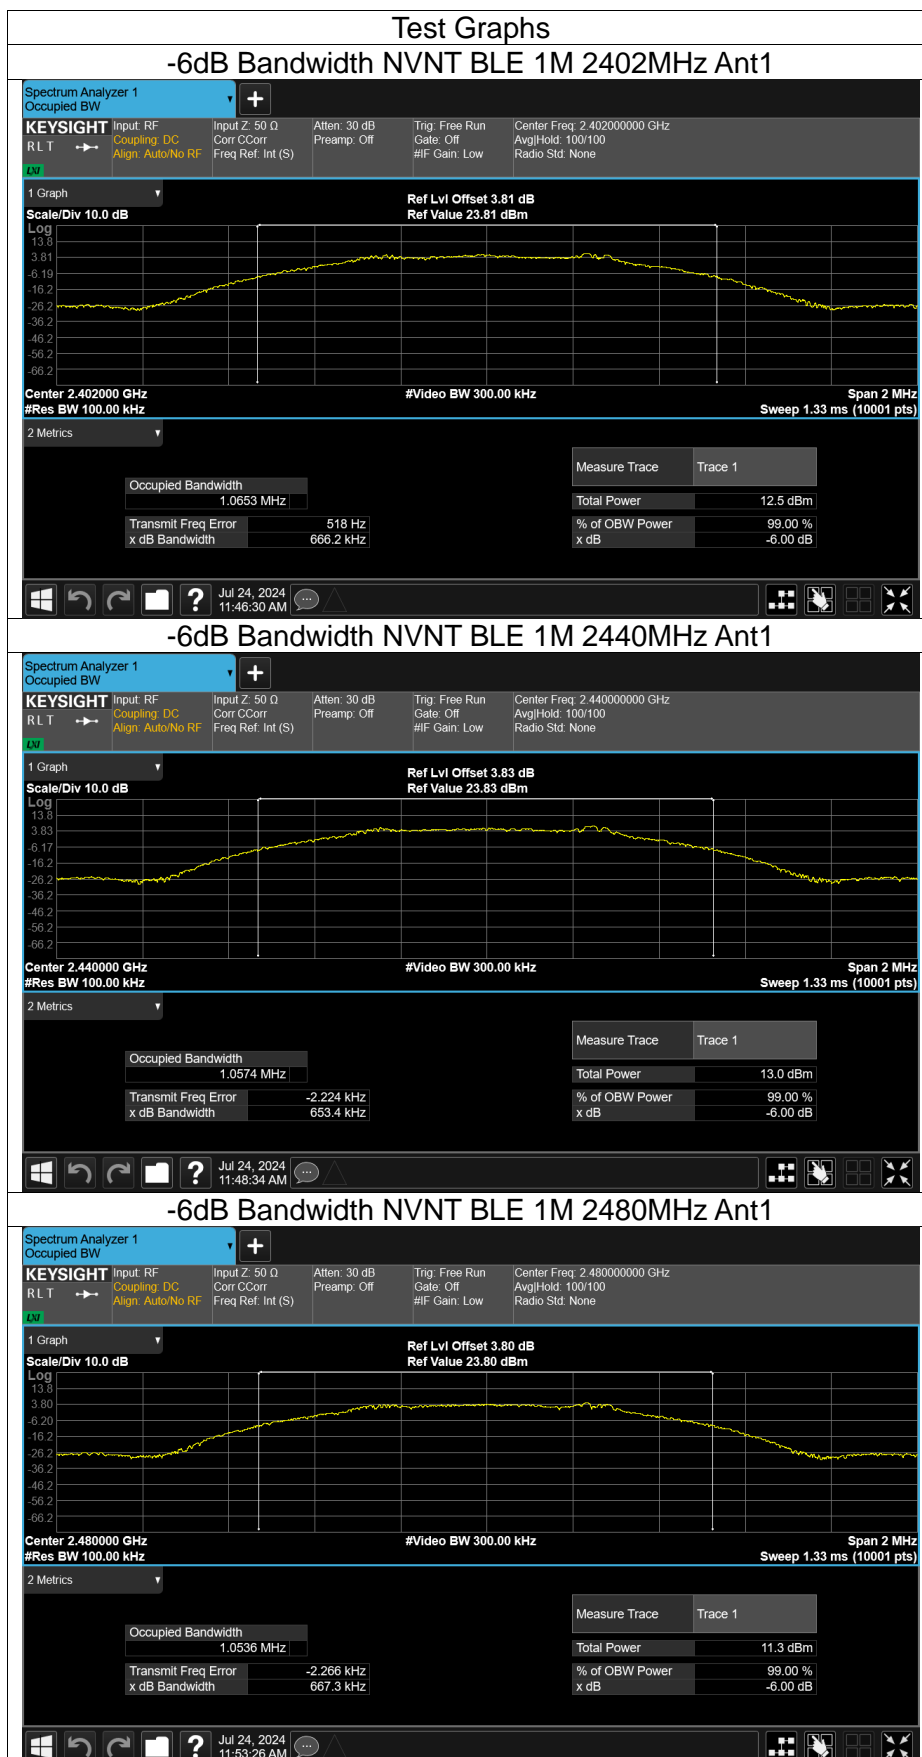 Test Graphs
-6dB Bandwidth NVNT BLE 1M 2402MHz Ant1
Spectrum Analyzer 1
Occupied BW
KEYSIGHT Input: RF Input Z: 50 Ω Atten: 30 dB Trig: Free Run Center Freq: 2.402000000 GHz
RLT Coupling: DC Corr CCorr Preamp: Off Gate: Off Avg|Hold: 100/100
Align: Auto/No RF Freq Ref: Int (S) #IF Gain: Low Radio Std: None
LXI
1 Graph
Ref Lvl Offset 3.81 dB
Scale/Div 10.0 dB Ref Value 23.81 dBm
Log
13.8
3.81
-6.19
-16.2
-26.2
-36.2
-46.2
-56.2
-66.2
Center 2.402000 GHz #Video BW 300.00 kHz Span 2 MHz
#Res BW 100.00 kHz Sweep 1.33 ms (10001 pts)
2 Metrics
Measure Trace Trace 1
Occupied Bandwidth
1.0653 MHz Total Power 12.5 dBm
Transmit Freq Error 518 Hz % of OBW Power 99.00 %
x dB Bandwidth 666.2 kHz x dB -6.00 dB
Jul 24, 2024
11:46:30 AM
-6dB Bandwidth NVNT BLE 1M 2440MHz Ant1
Spectrum Analyzer 1
Occupied BW
KEYSIGHT Input: RF Input Z: 50 Ω Atten: 30 dB Trig: Free Run Center Freq: 2.440000000 GHz
RLT Coupling: DC Corr CCorr Preamp: Off Gate: Off Avg|Hold: 100/100
Align: Auto/No RF Freq Ref: Int (S) #IF Gain: Low Radio Std: None
LXI
1 Graph
Ref Lvl Offset 3.83 dB
Scale/Div 10.0 dB Ref Value 23.83 dBm
Log
13.8
3.83
-6.17
-16.2
-26.2
-36.2
-46.2
-56.2
-66.2
Center 2.440000 GHz #Video BW 300.00 kHz Span 2 MHz
#Res BW 100.00 kHz Sweep 1.33 ms (10001 pts)
2 Metrics
Measure Trace Trace 1
Occupied Bandwidth
1.0574 MHz Total Power 13.0 dBm
Transmit Freq Error -2.224 kHz % of OBW Power 99.00 %
x dB Bandwidth 653.4 kHz x dB -6.00 dB
Jul 24, 2024
11:48:34 AM
-6dB Bandwidth NVNT BLE 1M 2480MHz Ant1
Spectrum Analyzer 1
Occupied BW
KEYSIGHT Input: RF Input Z: 50 Ω Atten: 30 dB Trig: Free Run Center Freq: 2.480000000 GHz
RLT Coupling: DC Corr CCorr Preamp: Off Gate: Off Avg|Hold: 100/100
Align: Auto/No RF Freq Ref: Int (S) #IF Gain: Low Radio Std: None
LXI
1 Graph
Ref Lvl Offset 3.80 dB
Scale/Div 10.0 dB Ref Value 23.80 dBm
Log
13.8
3.80
-6.20
-16.2
-26.2
-36.2
-46.2
-56.2
-66.2
Center 2.480000 GHz #Video BW 300.00 kHz Span 2 MHz
#Res BW 100.00 kHz Sweep 1.33 ms (10001 pts)
2 Metrics
Measure Trace Trace 1
Occupied Bandwidth
1.0536 MHz Total Power 11.3 dBm
Transmit Freq Error -2.266 kHz % of OBW Power 99.00 %
x dB Bandwidth 667.3 kHz x dB -6.00 dB
Jul 24, 2024
11:53:26 AM